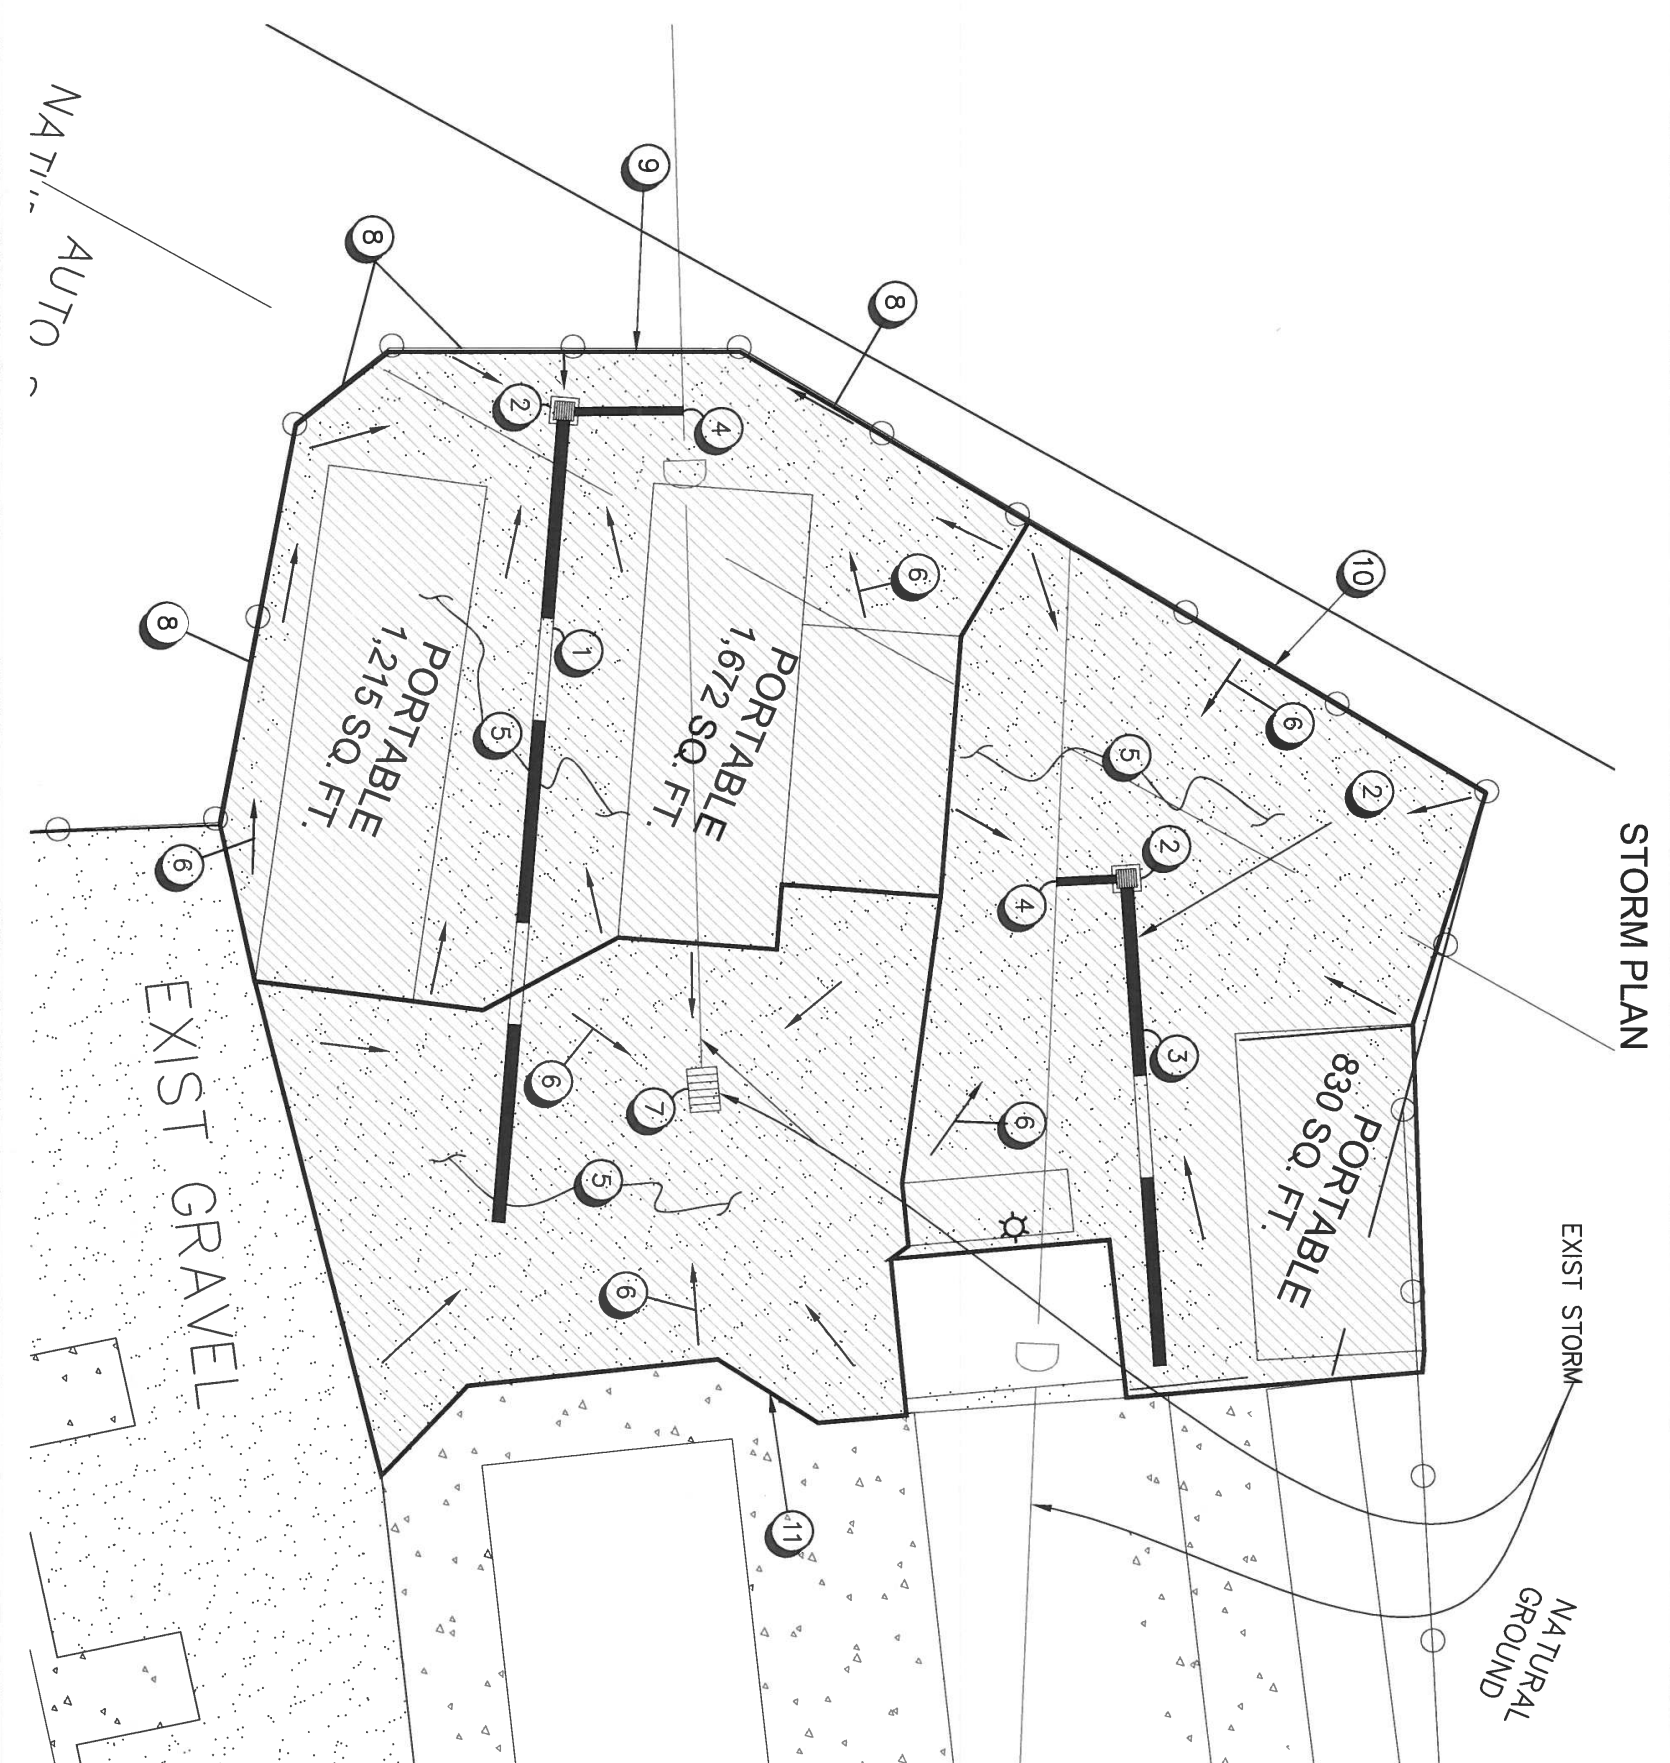 STORM PLAN
EXIST STORM
NATURAL
GROUND
10
8
9
8
2
6
2
6
5
4
2
2
4
3
6
1
5
8
6
6
7
6
5
6
11
PORTABLE
830 SQ. FT.
PORTABLE
1,672 SQ. FT.
PORTABLE
1,215 SQ. FT.
EXIST GRAVEL
AUTO